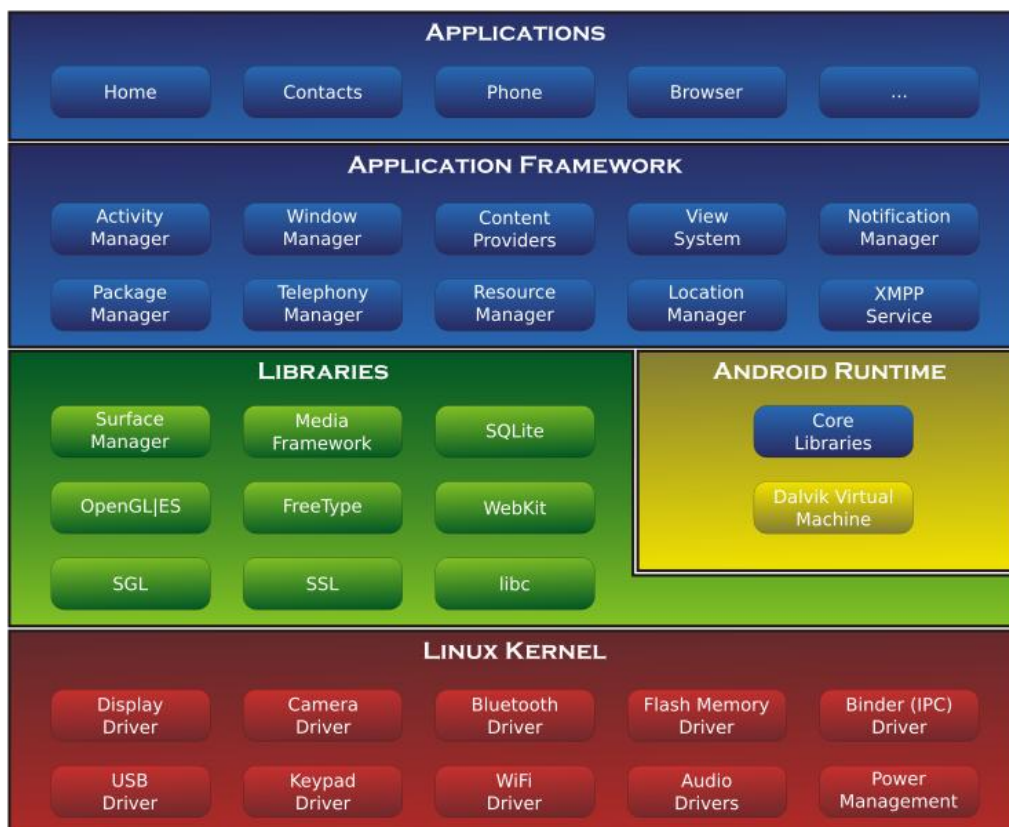 APPLICATIONS
Home
Contacts
Phone
Browser
...
APPLICATION FRAMEWORK
Activity
Manager
Window
Manager
Content
Providers
View
System
Notification
Manager
Package
Manager
Telephony
Manager
Resource
Manager
Location
Manager
XMPP
Service
LIBRARIES
Surface
Manager
Media
Framework
SQLite
OpenGL|ES
FreeType
WebKit
SGL
SSL
libc
ANDROID RUNTIME
Core
Libraries
Dalvik Virtual
Machine
LINUX KERNEL
Display
Driver
Camera
Driver
Bluetooth
Driver
Flash Memory
Driver
Binder (IPC)
Driver
USB
Driver
Keypad
Driver
WiFi
Driver
Audio
Drivers
Power
Management